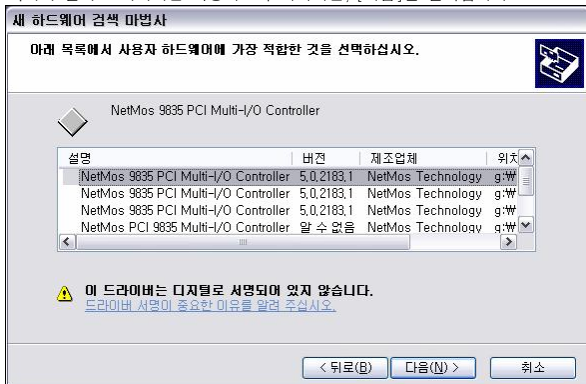 새 하드웨어 검색 마법사
아래 목록에서 사용자 하드웨어에 가장 적합한 것을 선택하십시오.
NetMos 9835 PCI Multi-I/O Controller
설명 버전 제조업체 위치
NetMos 9835 PCI Multi-I/O Controller 5,0,2183,1 NetMos Technology g:₩
NetMos 9835 PCI Multi-I/O Controller 5,0,2183,1 NetMos Technology g:₩
NetMos 9835 PCI Multi-I/O Controller 5,0,2183,1 NetMos Technology g:₩
NetMos PCI 9835 Multi-I/O Controller 알 수 없음 NetMos Technology g:₩
이 드라이버는 디지털로 서명되어 있지 않습니다.
드라이버 서명이 중요한 이유를 알려 주십시오.
< 뒤로(B) 다음(N) > 취소